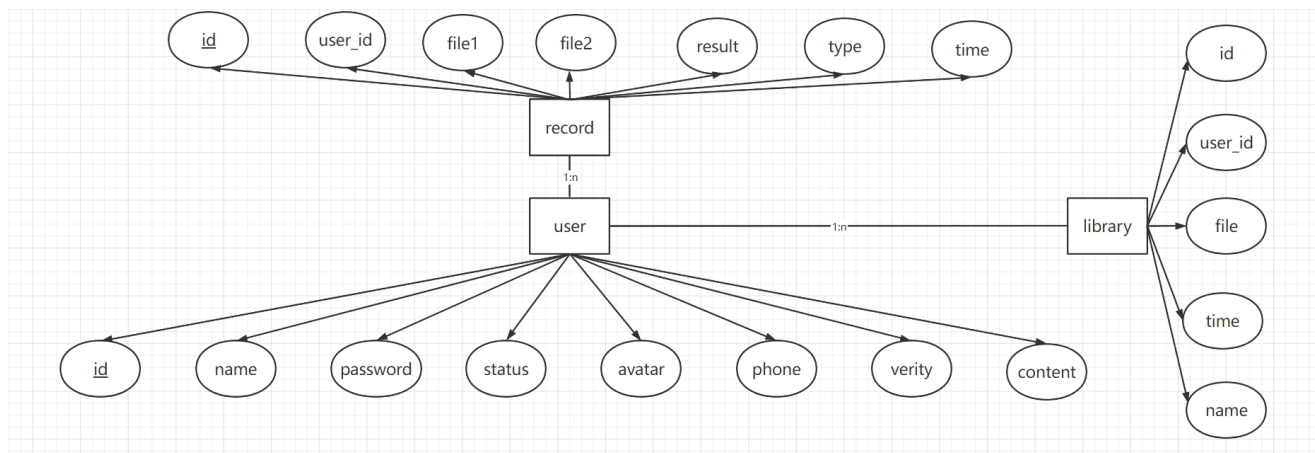 id
user_id
file1
file2
result
type
time
id
record
user_id
1:n
user
1:n
library
file
time
id
name
password
status
avatar
phone
verity
content
name